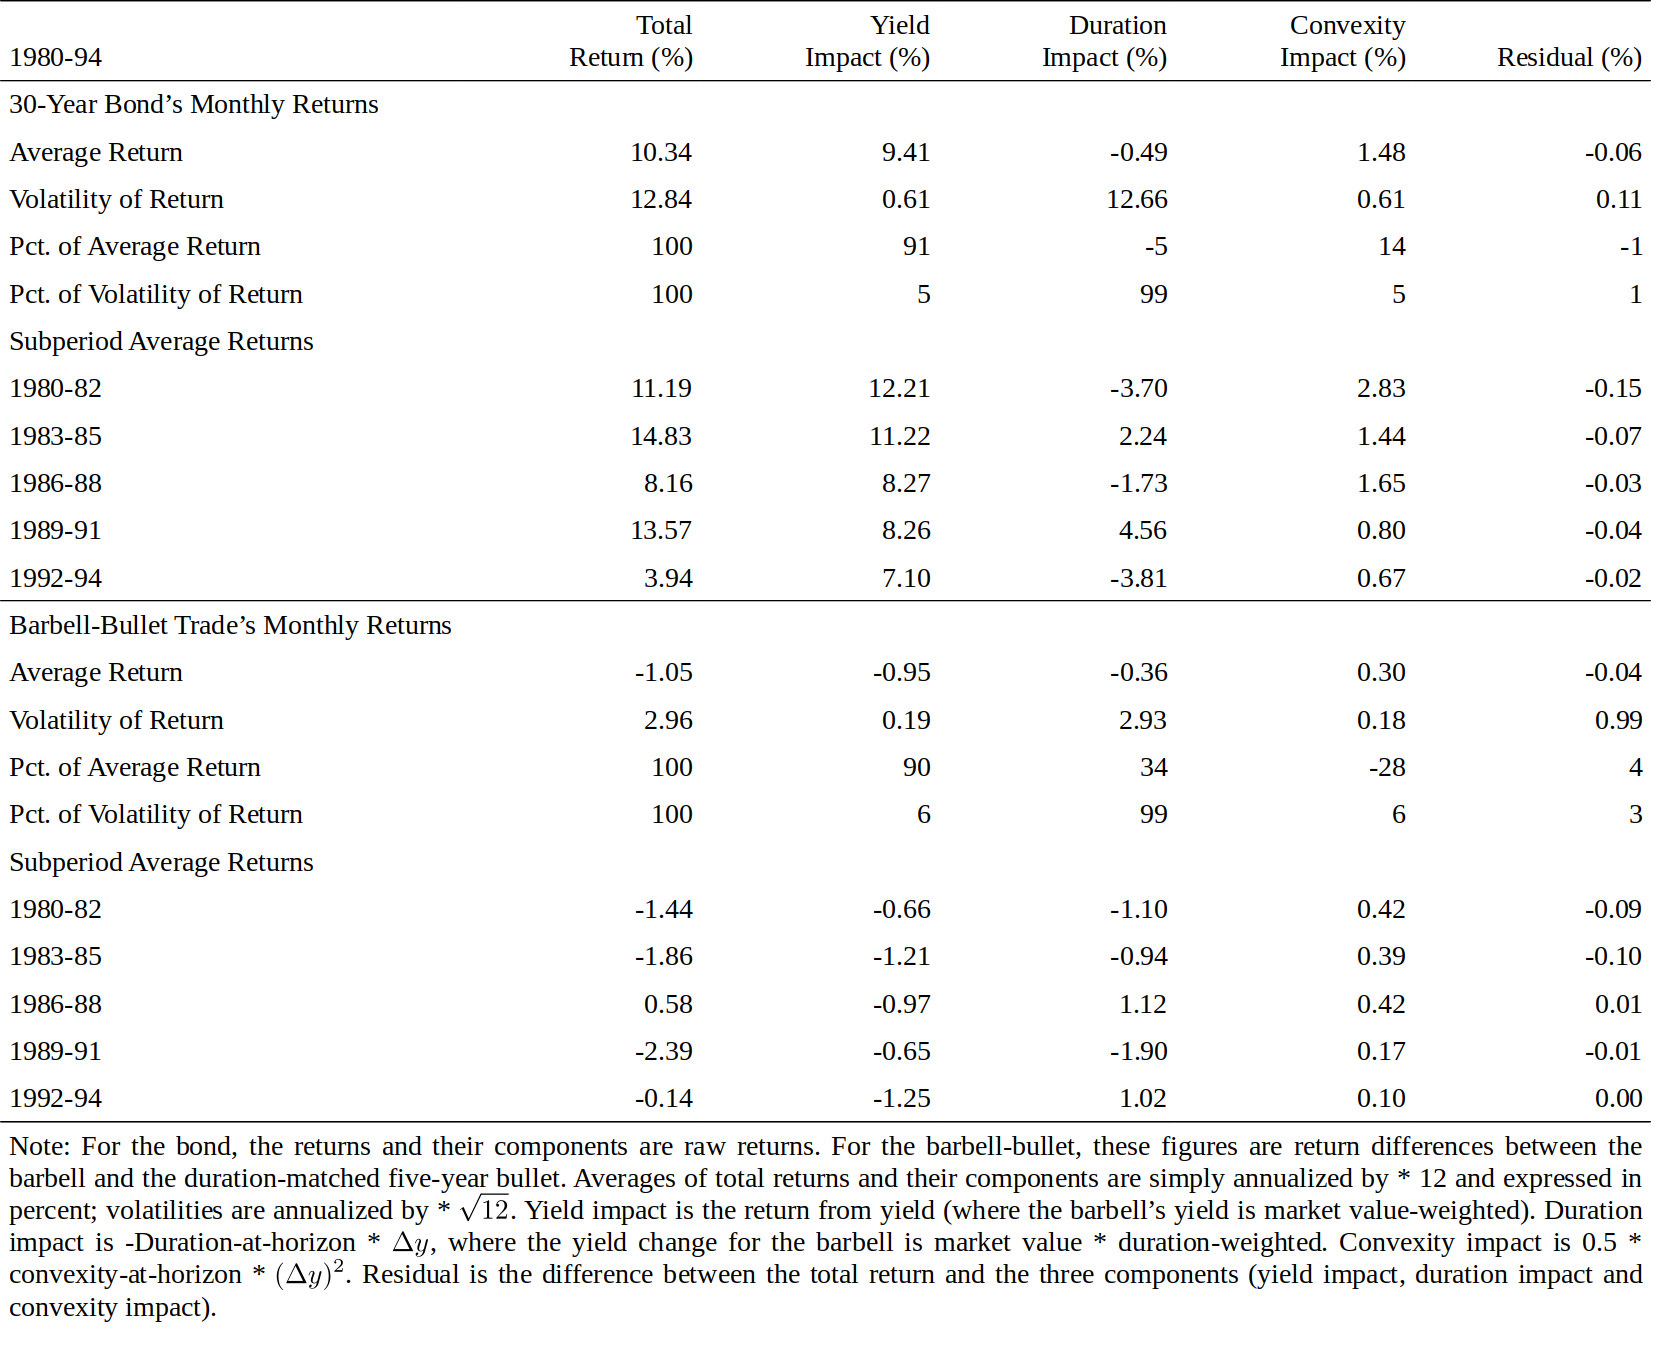 Total Yield Duration Convexity
1980-94 Return (%) Impact (%) Impact (%) Impact (%) Residual (%)
30-Year Bond’s Monthly Returns
Average Return 10.34 9.41 -0.49 1.48 -0.06
Volatility of Return 12.84 0.61 12.66 0.61 0.11
Pct. of Average Return 100 91 -5 14 -1
Pct. of Volatility of Return 100 5 99 5 1
Subperiod Average Returns
1980-82 11.19 12.21 -3.70 2.83 -0.15
1983-85 14.83 11.22 2.24 1.44 -0.07
1986-88 8.16 8.27 -1.73 1.65 -0.03
1989-91 13.57 8.26 4.56 0.80 -0.04
1992-94 3.94 7.10 -3.81 0.67 -0.02
Barbell-Bullet Trade’s Monthly Returns
Average Return -1.05 -0.95 -0.36 0.30 -0.04
Volatility of Return 2.96 0.19 2.93 0.18 0.99
Pct. of Average Return 100 90 34 -28 4
Pct. of Volatility of Return 100 6 99 6 3
Subperiod Average Returns
1980-82 -1.44 -0.66 -1.10 0.42 -0.09
1983-85 -1.86 -1.21 -0.94 0.39 -0.10
1986-88 0.58 -0.97 1.12 0.42 0.01
1989-91 -2.39 -0.65 -1.90 0.17 -0.01
1992-94 -0.14 -1.25 1.02 0.10 0.00
Note: For the bond, the returns and their components are raw returns. For the barbell-bullet, these figures are return differences between the
barbell and the duration-matched five-year bullet. Averages of total returns and their components are simply annualized by * 12 and expressed in
percent; volatilities are annualized by * √12. Yield impact is the return from yield (where the barbell’s yield is market value-weighted). Duration
impact is -Duration-at-horizon * Δy, where the yield change for the barbell is market value * duration-weighted. Convexity impact is 0.5 *
convexity-at-horizon * (Δy)². Residual is the difference between the total return and the three components (yield impact, duration impact and
convexity impact).